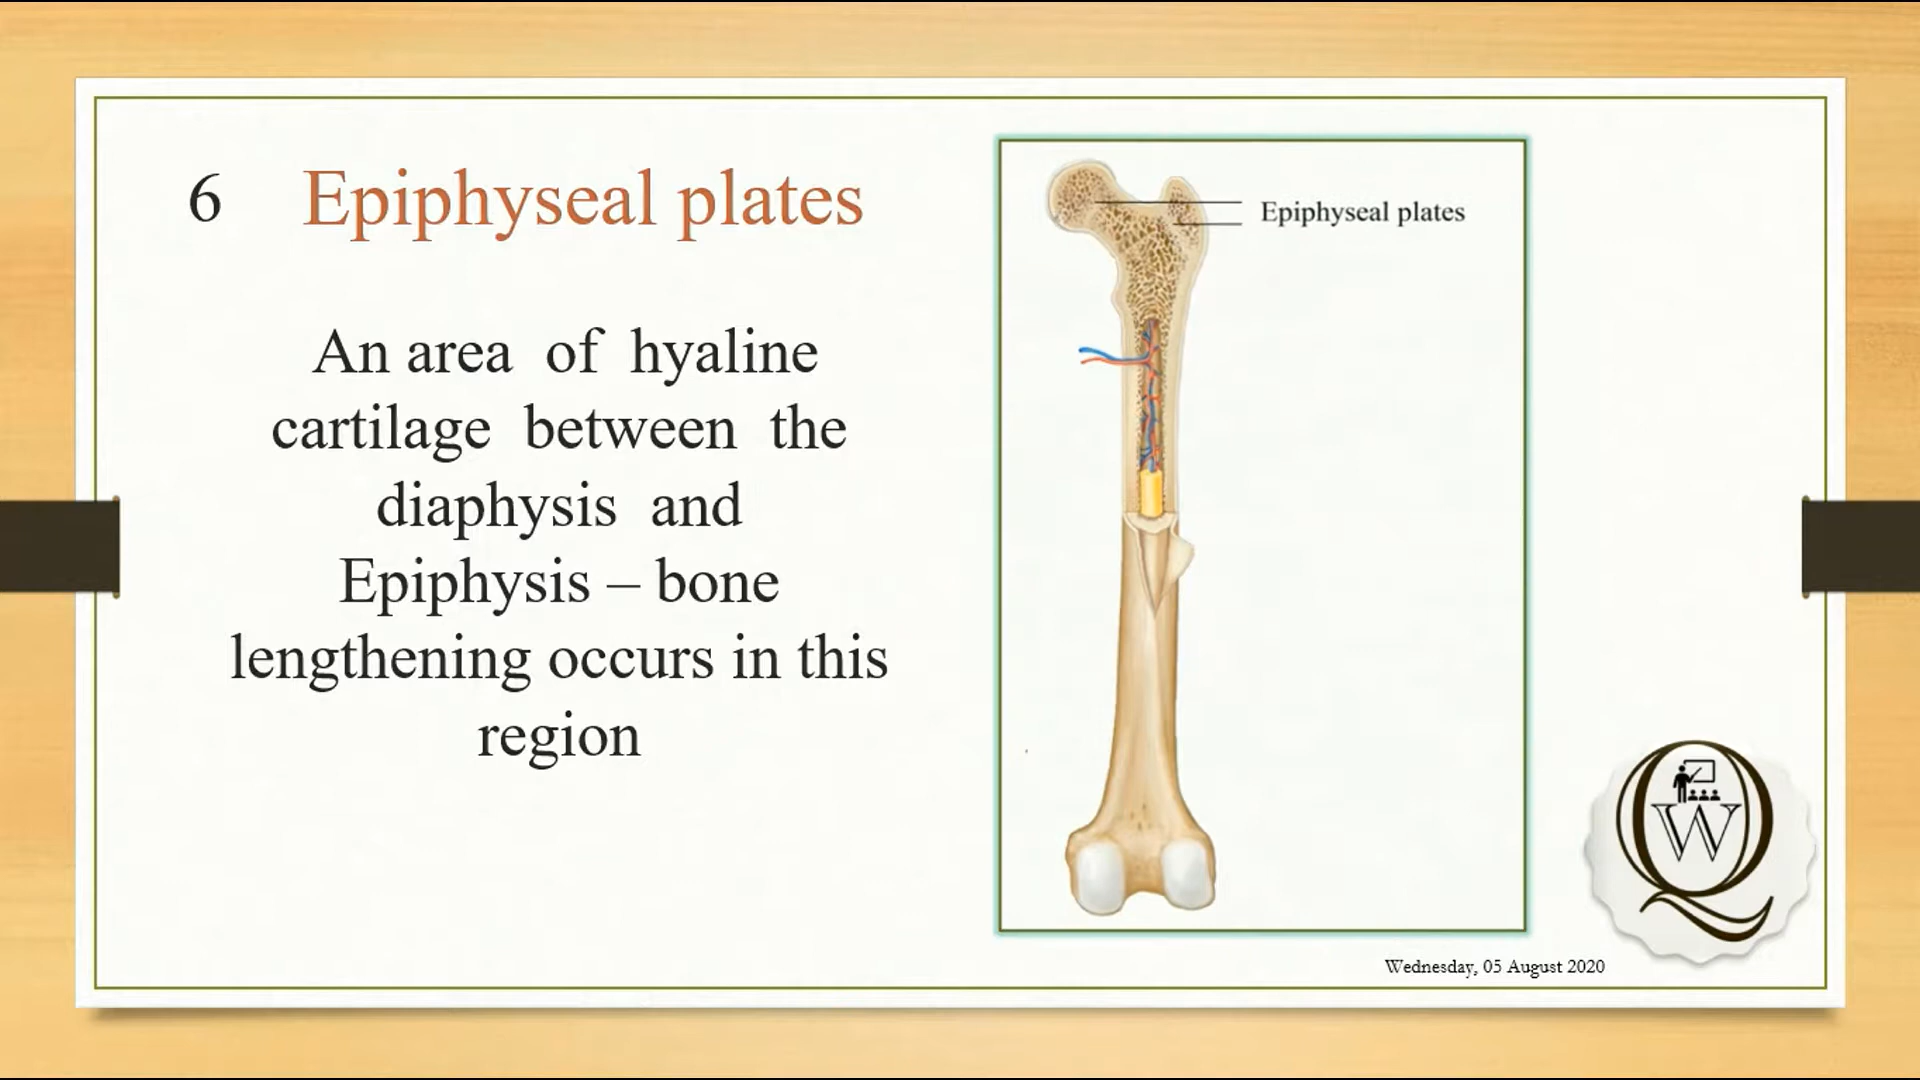 6 Epiphyseal plates
An area of hyaline
cartilage between the
diaphysis and
Epiphysis – bone
lengthening occurs in this
region
Epiphyseal plates
QW
Wednesday, 05 August 2020